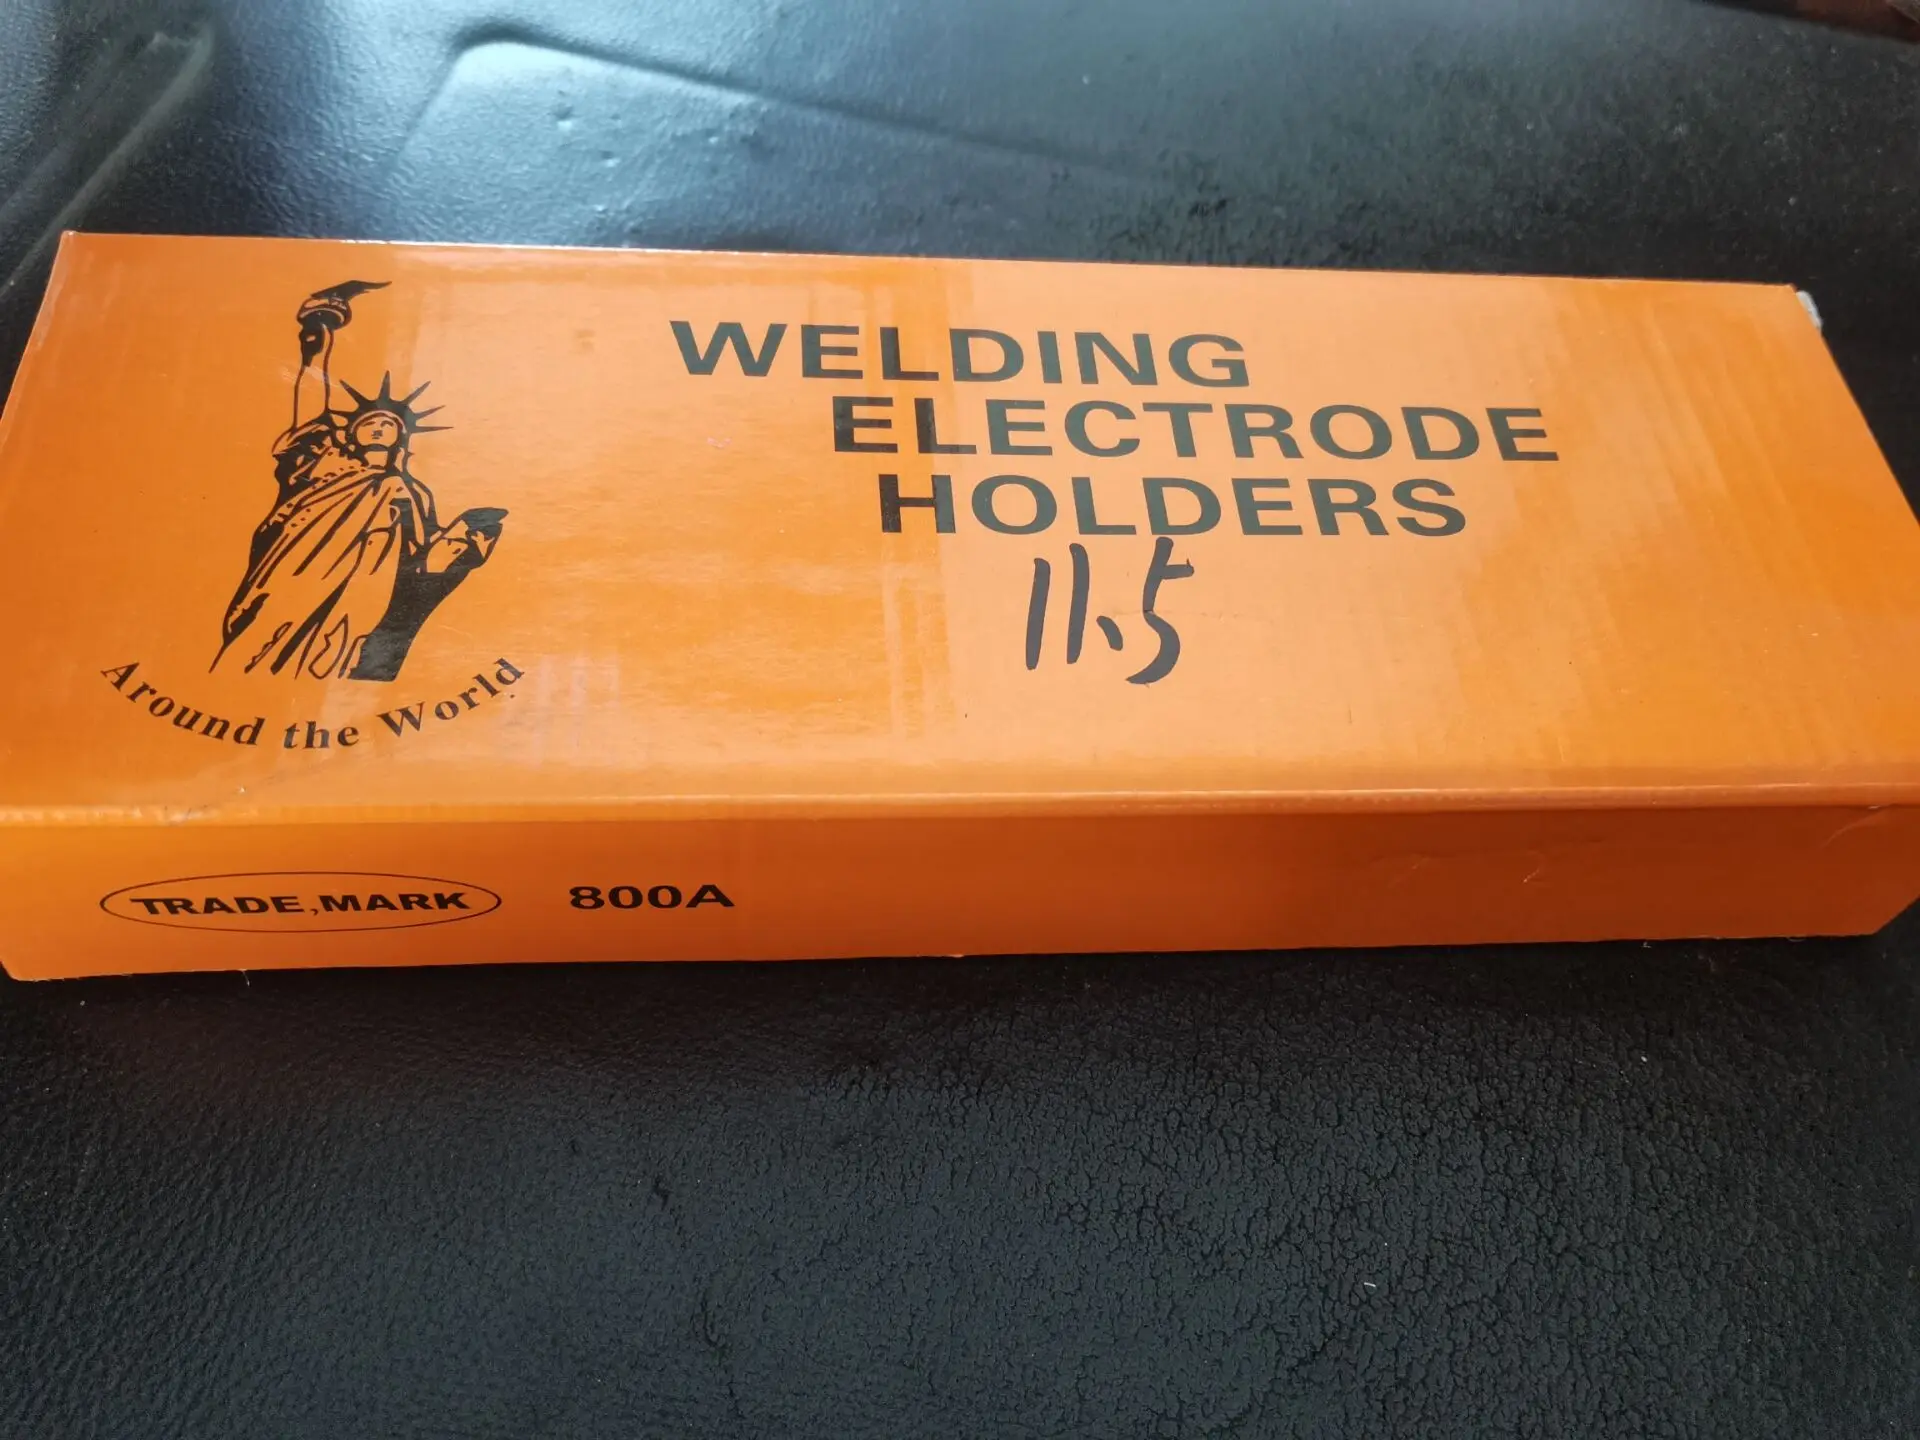 WELDING
ELECTRODE
HOLDERS
11.5
Around the World
TRADE,MARK 800A